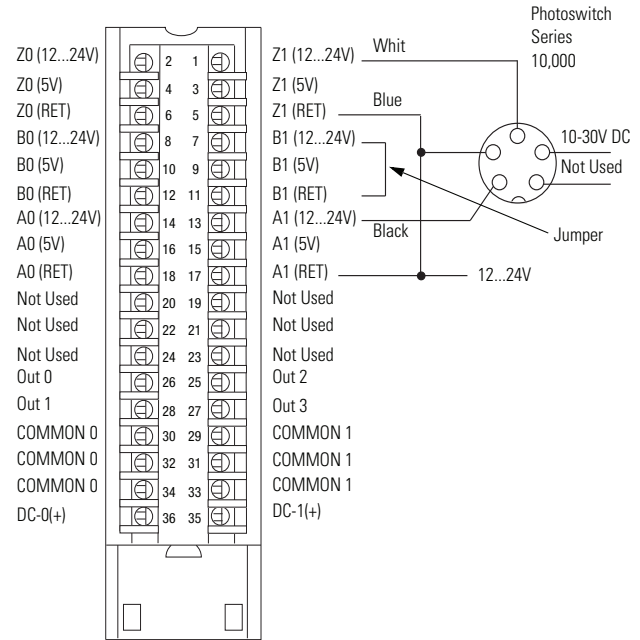 Photoswitch
Series
10,000
Z0 (12...24V) 2 1 Z1 (12...24V) Whit
Z0 (5V) 4 3 Z1 (5V)
Z0 (RET) 6 5 Z1 (RET) Blue
B0 (12...24V) 8 7 B1 (12...24V) 10-30V DC
B0 (5V) 10 9 B1 (5V) Not Used
B0 (RET) 12 11 B1 (RET)
A0 (12...24V) 14 13 A1 (12...24V) Black Jumper
A0 (5V) 16 15 A1 (5V)
A0 (RET) 18 17 A1 (RET) 12...24V
Not Used 20 19 Not Used
Not Used 22 21 Not Used
Not Used 24 23 Not Used
Out 0 26 25 Out 2
Out 1 28 27 Out 3
COMMON 0 30 29 COMMON 1
COMMON 0 32 31 COMMON 1
COMMON 0 34 33 COMMON 1
DC-0(+) 36 35 DC-1(+)